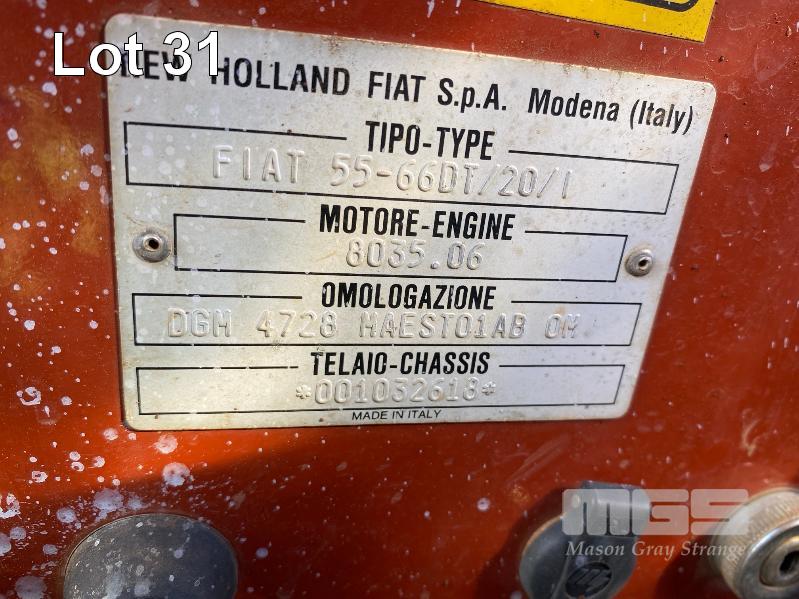 Lot 31
NEW HOLLAND FIAT S.p.A. Modena (Italy)
TIPO-TYPE
FIAT 55-66DT/20/I
MOTORE-ENGINE
8035.06
OMOLOGAZIONE
DGM 4728 MAEST01AB OM
TELAIO-CHASSIS
*001032618*
MADE IN ITALY
MGS
Mason Gray Strange